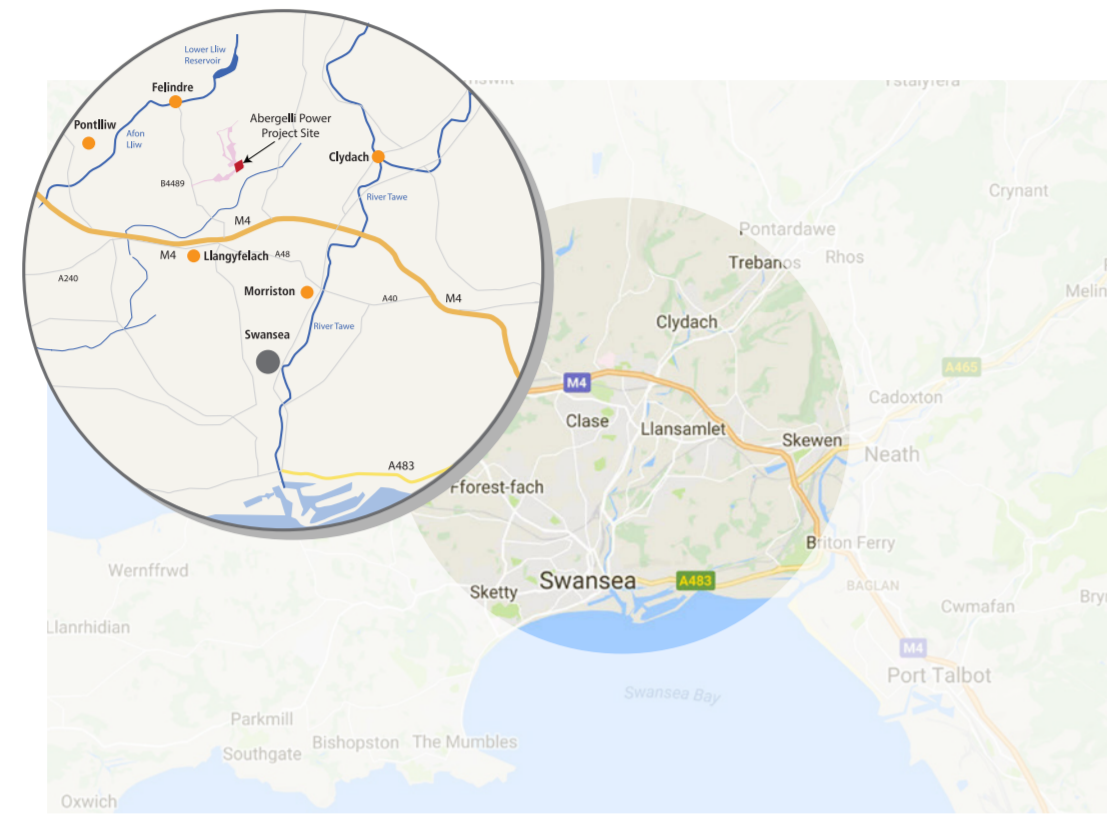 Lower Lliw
Reservoir
Felindre
Pontlliw
Afon
Lliw
Abergelli Power
Project Site
Clydach
B4489
River Tawe
M4
M4
Llangyfelach
A48
A240
Morriston
A40
M4
Swansea
River Tawe
A483
Ystalyfera
Crynant
Pontardawe
Trebanos
Rhos
Melin
Clydach
A465
M4
Cadoxton
Clase
Llansamlet
Skewen
Neath
Fforest-fach
Briton Ferry
Wernffrwd
Swansea
A483
Sketty
BAGLAN
Cwmafan
Bry
Llanrhidian
M4
Port Talbot
Swansea Bay
Parkmill
Bishopston
The Mumbles
Southgate
Oxwich